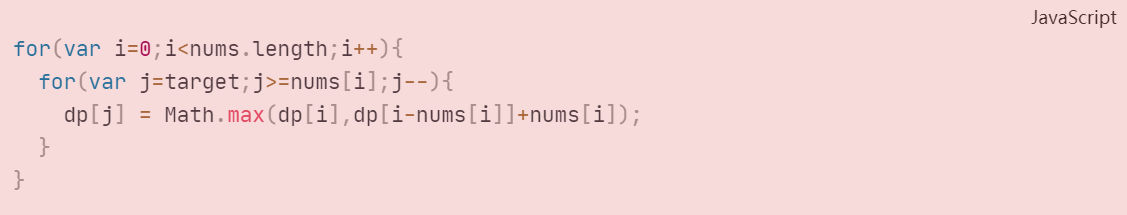 JavaScript
for(var i=0;i<nums.length;i++){
  for(var j=target;j>=nums[i];j--){
    dp[j] = Math.max(dp[i],dp[i-nums[i]]+nums[i]);
  }
}